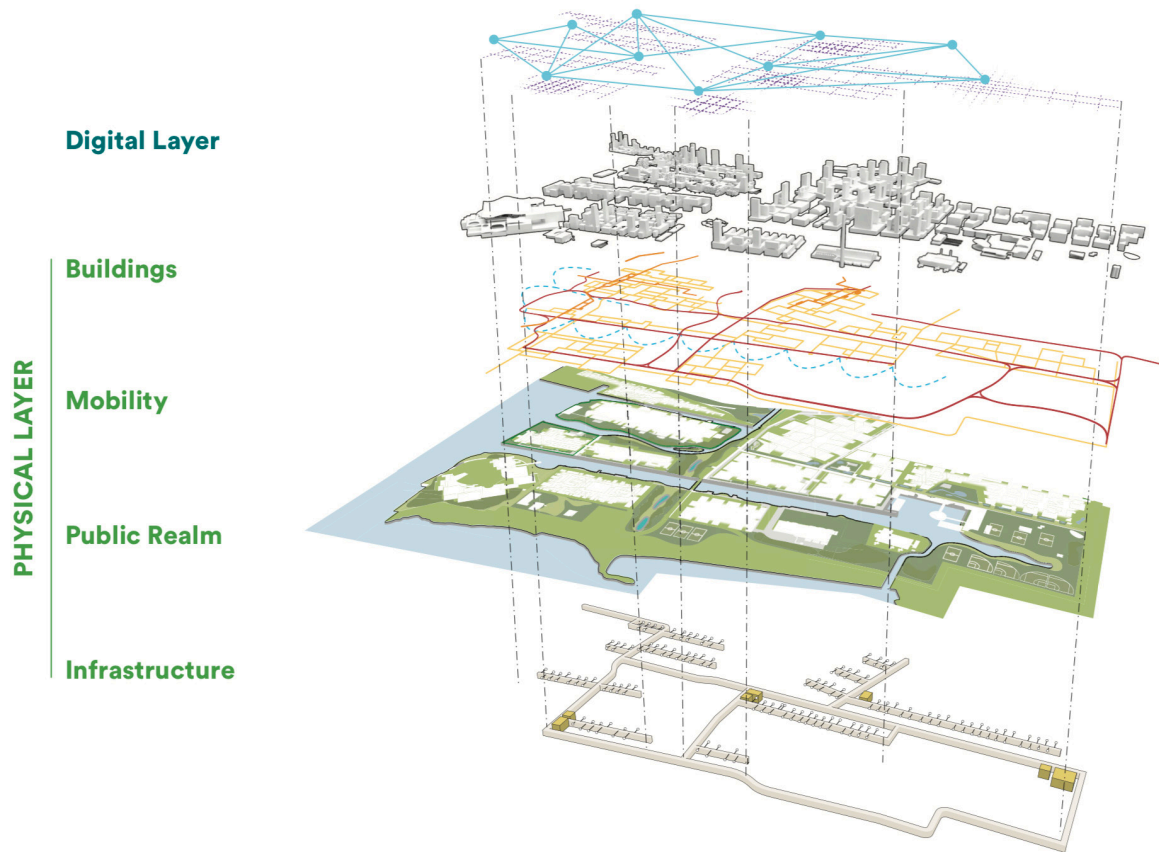 Digital Layer
PHYSICAL LAYER
Buildings
Mobility
Public Realm
Infrastructure